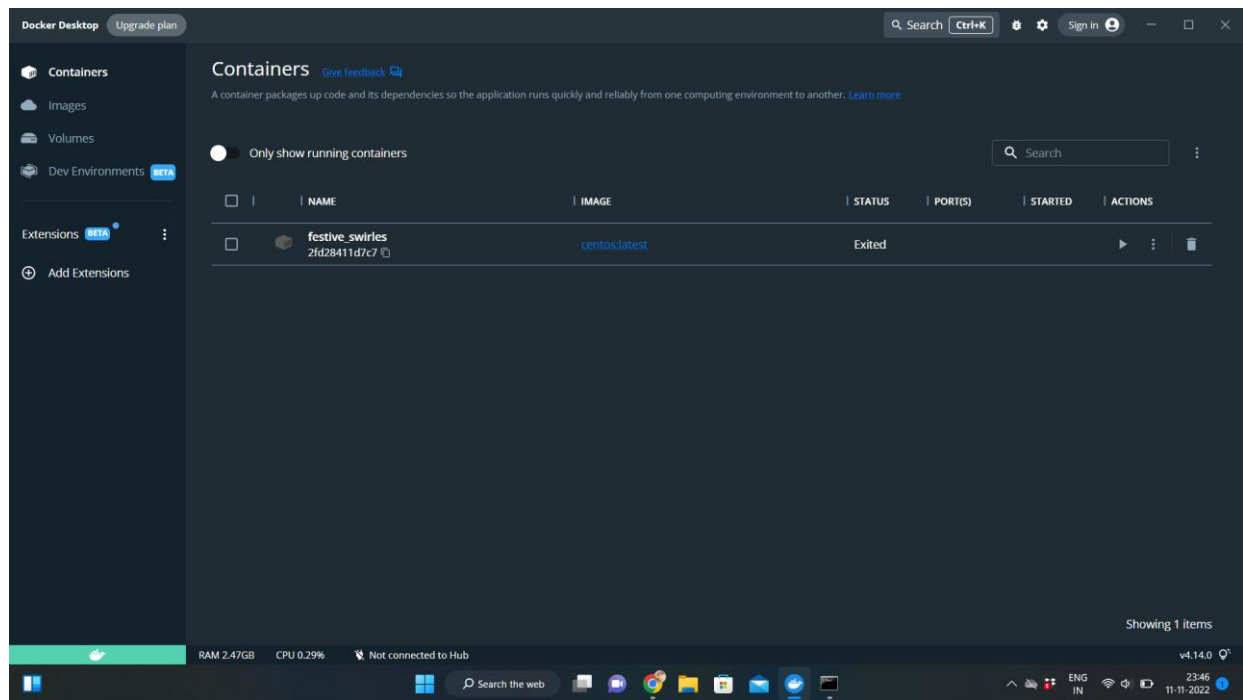 Docker Desktop Upgrade plan Search Ctrl+K Sign in
Containers
Images
Volumes
Dev Environments BETA
Extensions BETA
Add Extensions
Containers Give feedback
A container packages up code and its dependencies so the application runs quickly and reliably from one computing environment to another. Learn more
Only show running containers Search
NAME IMAGE STATUS PORT(S) STARTED ACTIONS
festive_swirles centos:latest Exited
2fd28411d7c7
Showing 1 items
RAM 2.47GB CPU 0.29% Not connected to Hub v4.14.0
Search the web ENG 23:46
IN 11-11-2022 1